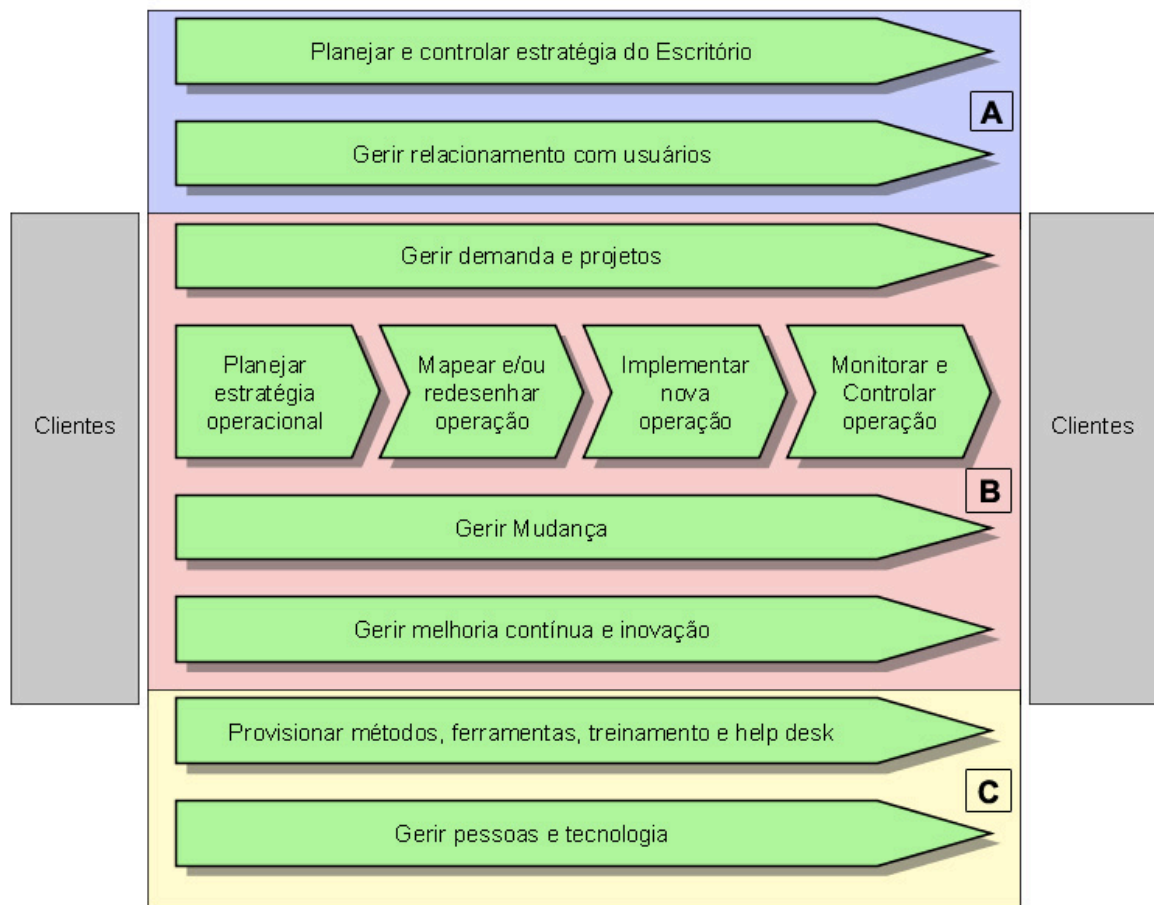 Planejar e controlar estratégia do Escritório
A
Gerir relacionamento com usuários
Gerir demanda e projetos
Clientes
Planejar
estratégia
operacional
Mapear e/ou
redesenhar
operação
Implementar
nova
operação
Monitorar e
Controlar
operação
Clientes
B
Gerir Mudança
Gerir melhoria contínua e inovação
Provisionar métodos, ferramentas, treinamento e help desk
C
Gerir pessoas e tecnologia